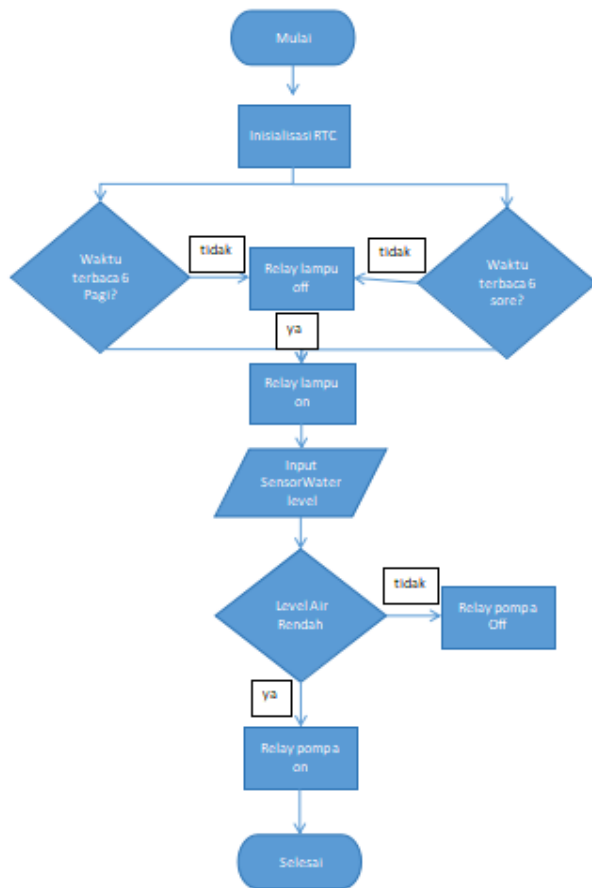 Mulai
Inisialisasi RTC
Waktu
terbaca 6
Pagi?
tidak
Relay lampu
off
tidak
Waktu
terbaca 6
sore?
ya
Relay lampu
on
Input
SensorWater
level
Level Air
Rendah
tidak
Relay pompa
Off
ya
Relay pompa
on
Selesai